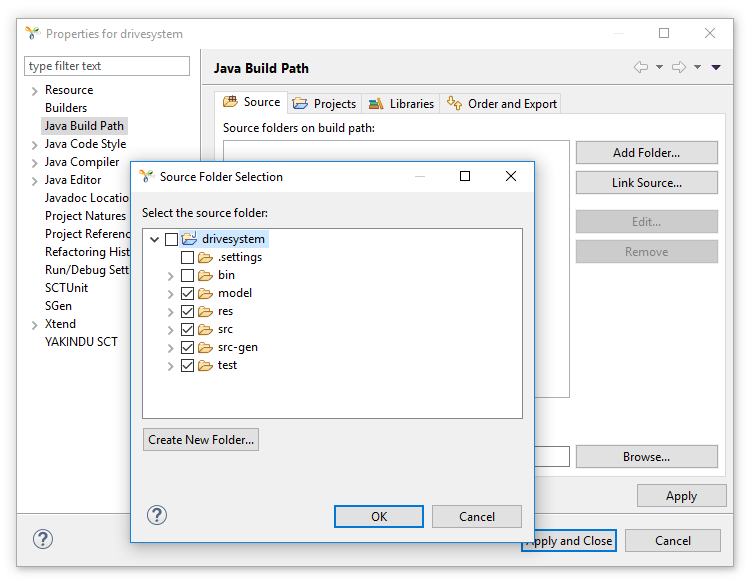 Properties for drivesystem
type filter text
Resource
Builders
Java Build Path
Java Code Style
Java Compiler
Java Editor
Javadoc Locatio
Project Natures
Project Referenc
Refactoring Hist
Run/Debug Sett
SCTUnit
SGen
Xtend
YAKINDU SCT
Java Build Path
Source
Projects
Libraries
Order and Export
Source folders on build path:
Add Folder...
Link Source...
Edit...
Remove
Browse...
Apply
Apply and Close
Cancel
Source Folder Selection
Select the source folder:
drivesystem
.settings
bin
model
res
src
src-gen
test
Create New Folder...
OK
Cancel